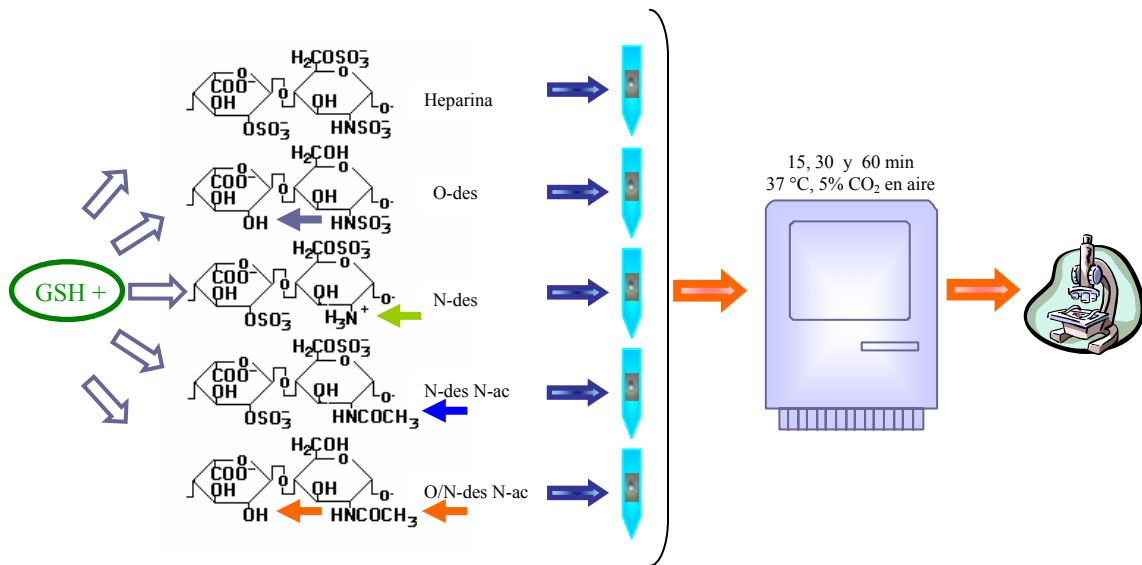 GSH +
H₂COSO₃⁻
O
COO⁻
O
OH
O
OH
O-
OSO₃⁻
HNSO₃⁻
Heparina
H₂COH
O
COO⁻
O
OH
O
OH
O-
OH
HNSO₃⁻
O-des
H₂COSO₃⁻
O
COO⁻
O
OH
O
OH
O-
OSO₃⁻
H₃N⁺
N-des
H₂COSO₃⁻
O
COO⁻
O
OH
O
OH
O-
OSO₃⁻
HNCOCH₃
N-des N-ac
H₂COH
O
COO⁻
O
OH
O
OH
O-
OH
HNCOCH₃
O/N-des N-ac
15, 30 y 60 min
37 °C, 5% CO₂ en aire